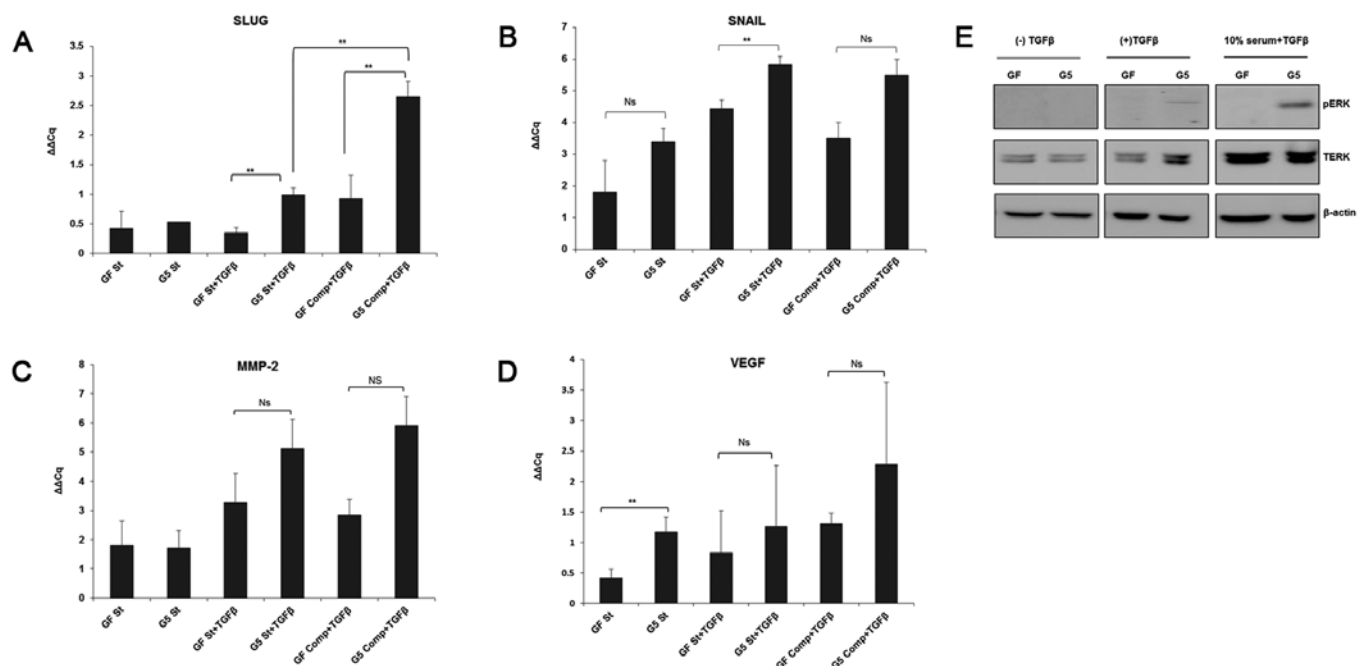 A
SLUG
ΔΔCq
3.5
3
2.5
2
1.5
1
0.5
0
**
**
**
GF St
G5 St
GF St+TGFβ
G5 St+TGFβ
GF Comp+TGFβ
G5 Comp+TGFβ
B
SNAIL
ΔΔCq
7
6
5
4
3
2
1
0
Ns
**
Ns
GF St
G5 St
GF St+TGFβ
G5 St+TGFβ
GF Comp+TGFβ
G5 Comp+TGFβ
E
(-) TGFβ
(+)TGFβ
10% serum+TGFβ
GF G5 GF G5 GF G5
pERK
TERK
β-actin
C
MMP-2
ΔΔCq
8
7
6
5
4
3
2
1
0
Ns
NS
GF St
G5 St
GF St+TGFβ
G5 St+TGFβ
GF Comp+TGFβ
G5 Comp+TGFβ
D
VEGF
ΔΔCq
4
3.5
3
2.5
2
1.5
1
0.5
0
**
Ns
Ns
GF St
G5 St
GF St+TGFβ
G5 St+TGFβ
GF Comp+TGFβ
G5 Comp+TGFβ